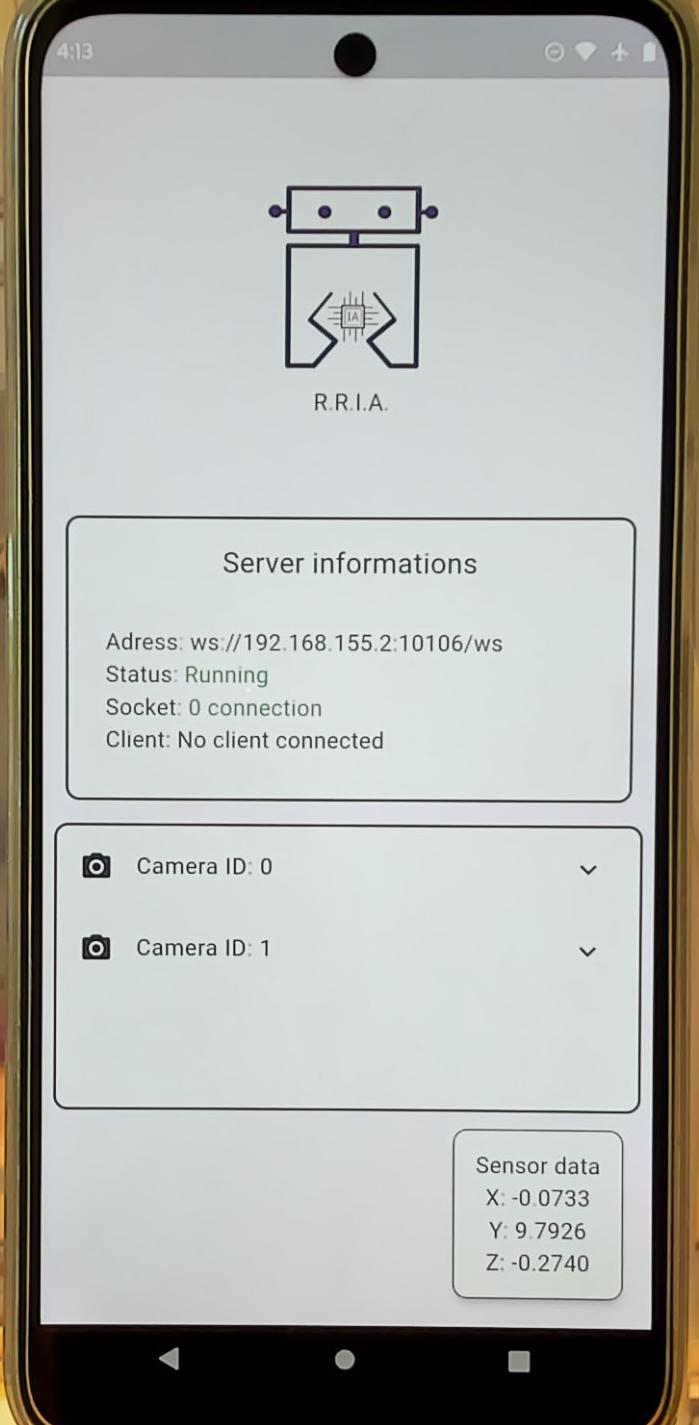 4:13
IA
R.R.I.A.
Server informations
Adress: ws://192.168.155.2:10106/ws
Status: Running
Socket: 0 connection
Client: No client connected
Camera ID: 0
Camera ID: 1
Sensor data
X: -0.0733
Y: 9.7926
Z: -0.2740